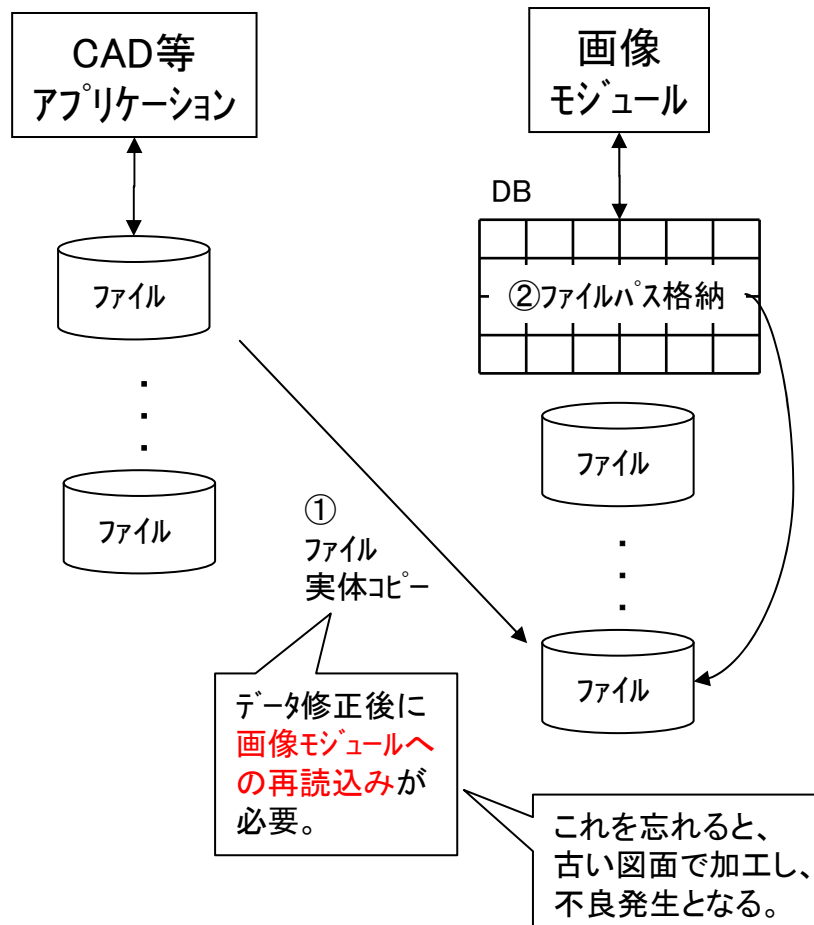 CAD等
アプリケーション
画像
モジュール
DB
ファイル
②ファイルパス格納
ファイル
ファイル
①
ファイル
実体コピー
ファイル
データ修正後に
画像モジュールへ
の再読込みが
必要。
これを忘れると、
古い図面で加工し、
不良発生となる。